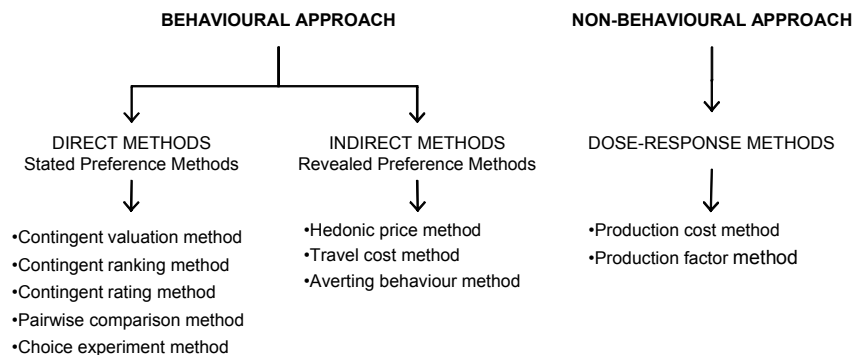 BEHAVIOURAL APPROACH
NON-BEHAVIOURAL APPROACH
DIRECT METHODS
Stated Preference Methods
INDIRECT METHODS
Revealed Preference Methods
DOSE-RESPONSE METHODS
•Contingent valuation method
•Contingent ranking method
•Contingent rating method
•Pairwise comparison method
•Choice experiment method
•Hedonic price method
•Travel cost method
•Averting behaviour method
•Production cost method
•Production factor method